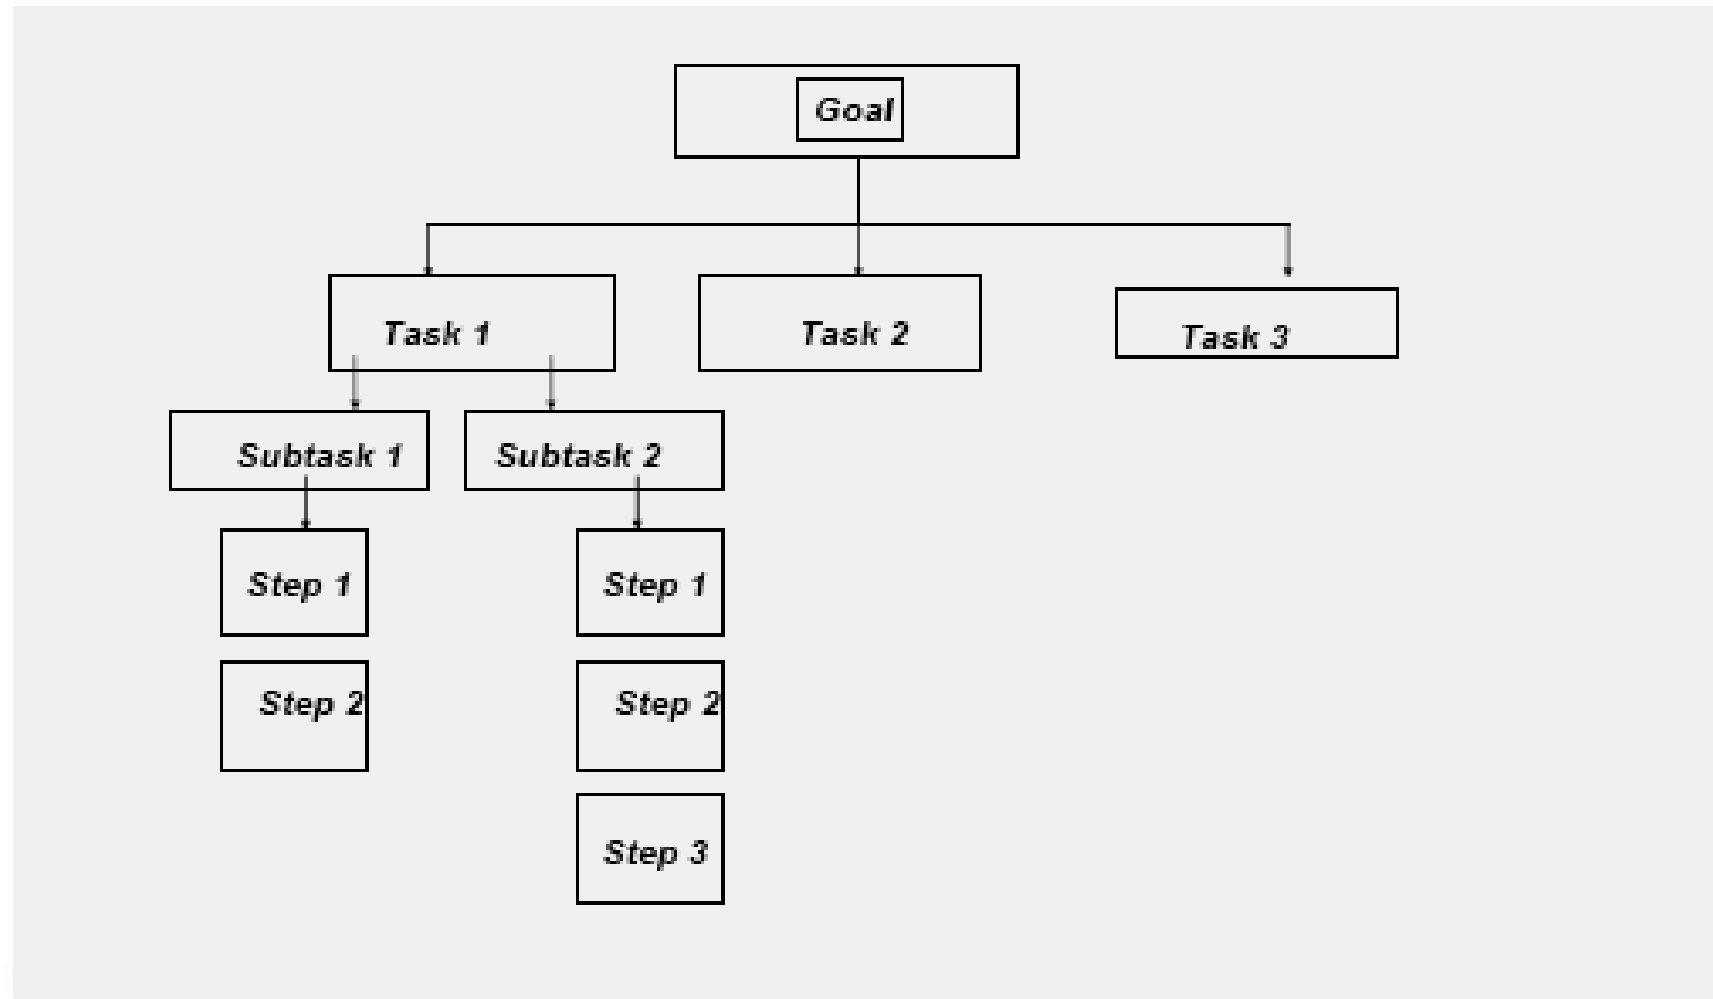 Goal
Task 1
Task 2
Task 3
Subtask 1
Subtask 2
Step 1
Step 1
Step 2
Step 2
Step 3